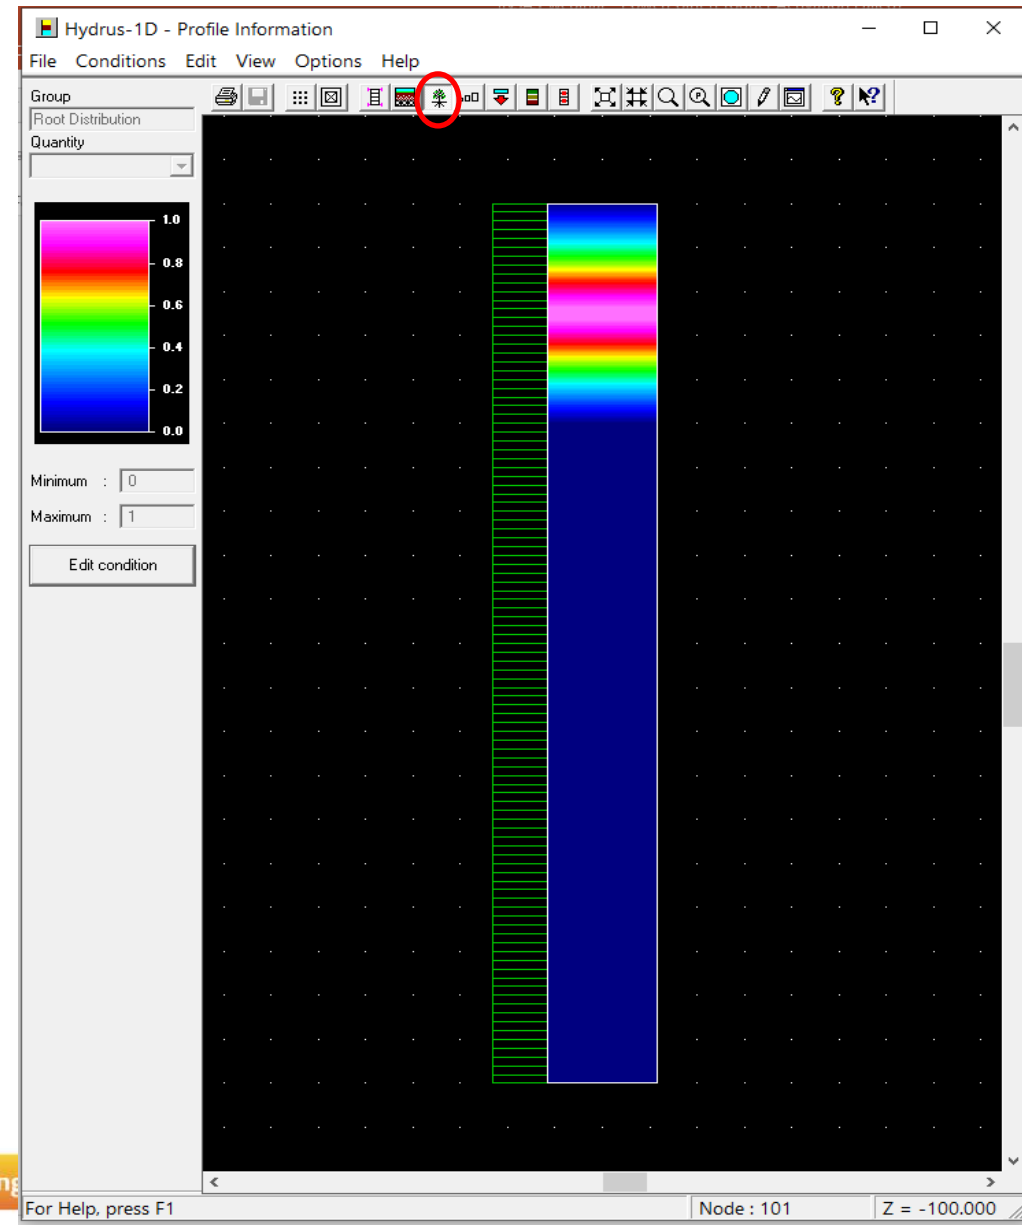 Hydrus-1D - Profile Information
File Conditions Edit View Options Help
Group
Root Distribution
Quantity
1.0
0.8
0.6
0.4
0.2
0.0
Minimum : 0
Maximum : 1
Edit condition
For Help, press F1
Node : 101
Z = -100.000